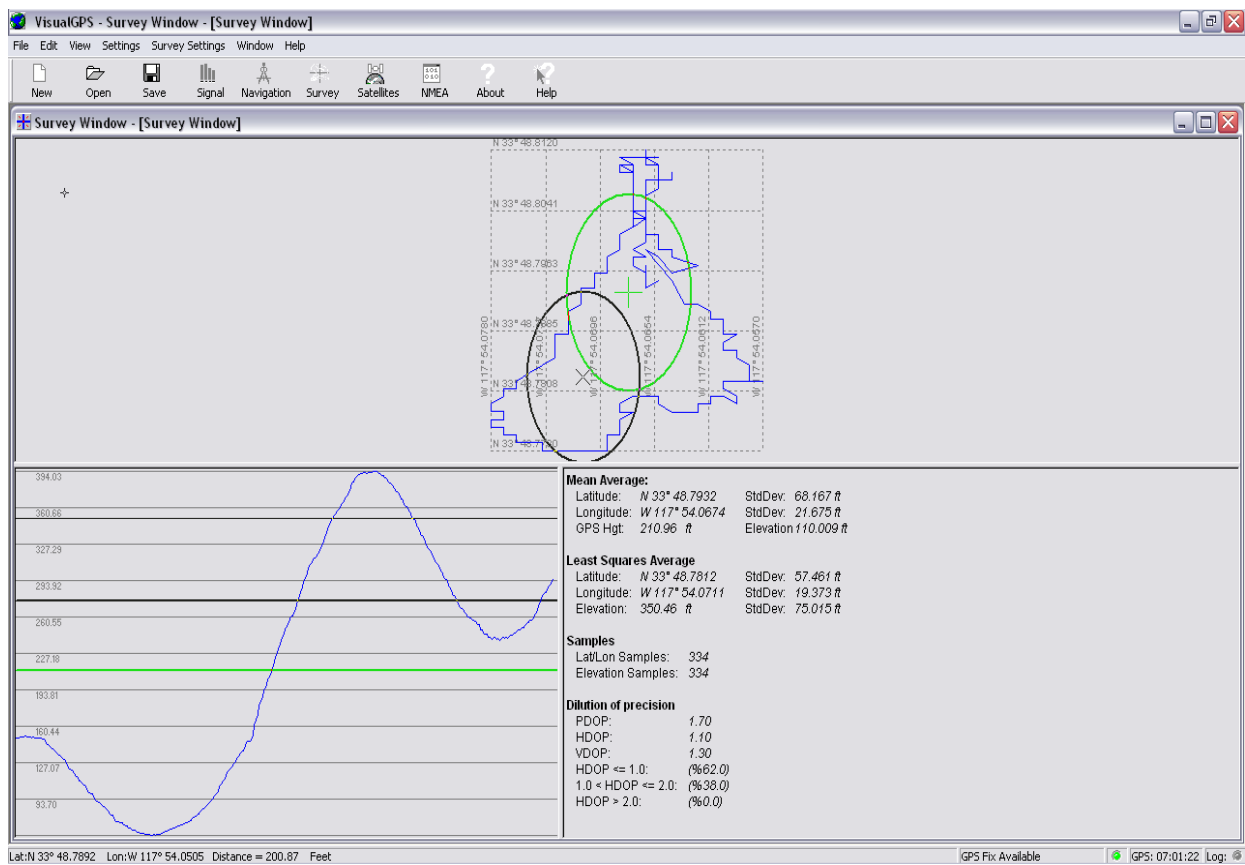 VisualGPS - Survey Window - [Survey Window]
File Edit View Settings Survey Settings Window Help
New Open Save Signal Navigation Survey Satellites NMEA About Help
Survey Window - [Survey Window]
N 33° 48.8120
N 33° 48.8041
N 33° 48.7963
N 33° 48.7808
W 117° 54.0780
W 117° 54.0696
W 117° 54.0654
W 117° 54.0612
W 117° 54.0570
394.03
360.66
327.29
293.92
260.55
227.18
193.81
160.44
127.07
93.70
Mean Average:
Latitude: N 33° 48.7932 StdDev: 68.167 ft
Longitude: W 117° 54.0674 StdDev: 21.675 ft
GPS Hgt: 210.96 ft Elevation 110.009 ft
Least Squares Average
Latitude: N 33° 48.7812 StdDev: 57.461 ft
Longitude: W 117° 54.0711 StdDev: 19.373 ft
Elevation: 350.46 ft StdDev: 75.015 ft
Samples
Lat/Lon Samples: 334
Elevation Samples: 334
Dilution of precision
PDOP: 1.70
HDOP: 1.10
VDOP: 1.30
HDOP <= 1.0: (%62.0)
1.0 < HDOP <= 2.0: (%38.0)
HDOP > 2.0: (%0.0)
Lat:N 33° 48.7892 Lon:W 117° 54.0505 Distance = 200.87 Feet GPS Fix Available GPS: 07:01:22 Log: